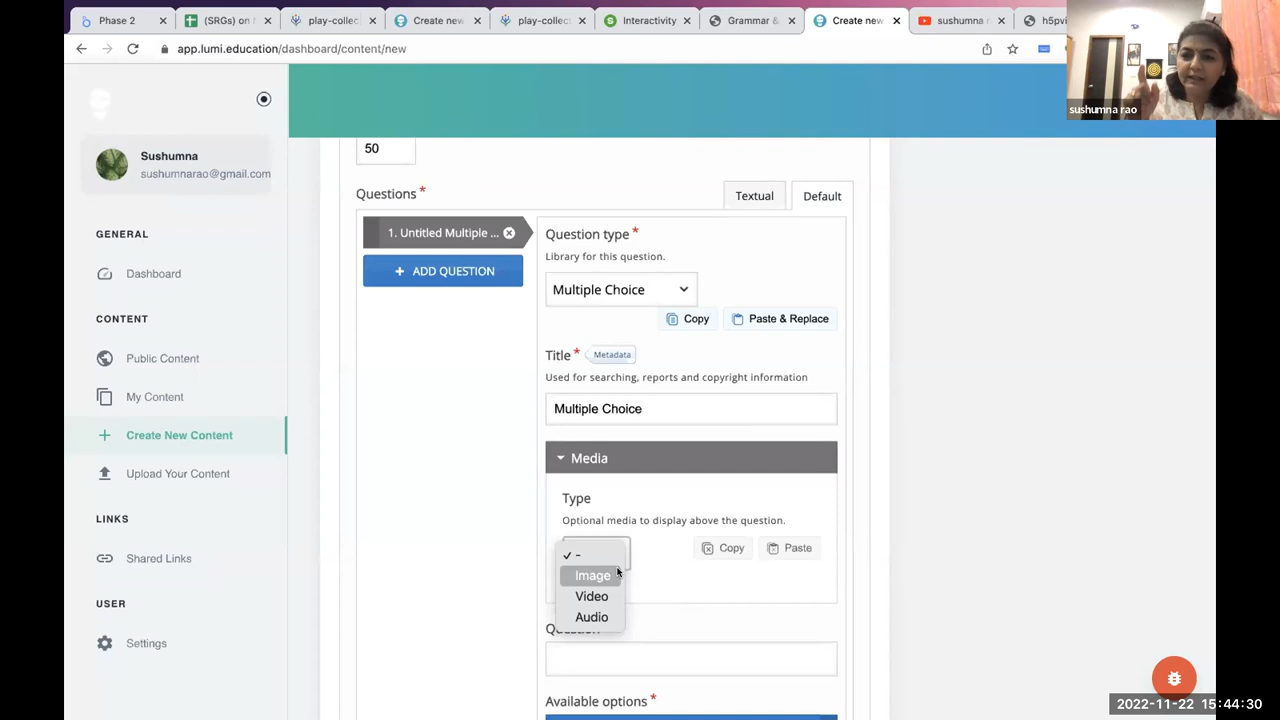 Phase 2
(SRGs) on
play-collec
Create new
play-collec
Interactivity
Grammar &
Create new
sushumna
h5pvi
app.lumi.education/dashboard/content/new
sushumna rao
Sushumna
sushumnarao@gmail.com
GENERAL
Dashboard
CONTENT
Public Content
My Content
Create New Content
Upload Your Content
LINKS
Shared Links
USER
Settings
50
Questions *
Textual
Default
1. Untitled Multiple ...
+ ADD QUESTION
Question type *
Library for this question.
Multiple Choice
Copy
Paste & Replace
Title *
Metadata
Used for searching, reports and copyright information
Multiple Choice
Media
Type
Optional media to display above the question.
✓ -
Image
Video
Audio
Copy
Paste
Question
Available options *
2022-11-22 15:44:30